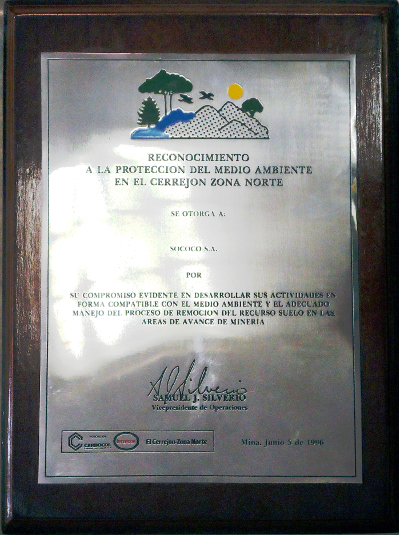 RECONOCIMIENTO
A LA PROTECCION DEL MEDIO AMBIENTE
EN EL CERREJON ZONA NORTE
SE OTORGA A:
SOCOCO S.A.
POR
SU COMPROMISO EVIDENTE EN DESARROLLAR SUS ACTIVIDADES EN
FORMA COMPATIBLE CON EL MEDIO AMBIENTE Y EL ADECUADO
MANEJO DEL PROCESO DE REMOCION DEL RECURSO SUELO EN LAS
AREAS DE AVANCE DE MINERIA
SAMUEL J. SILVERIO
Vicepresidente de Operaciones
CARBOCOL
El Cerrejon Zona Norte
Mina, Junio 5 de 1996